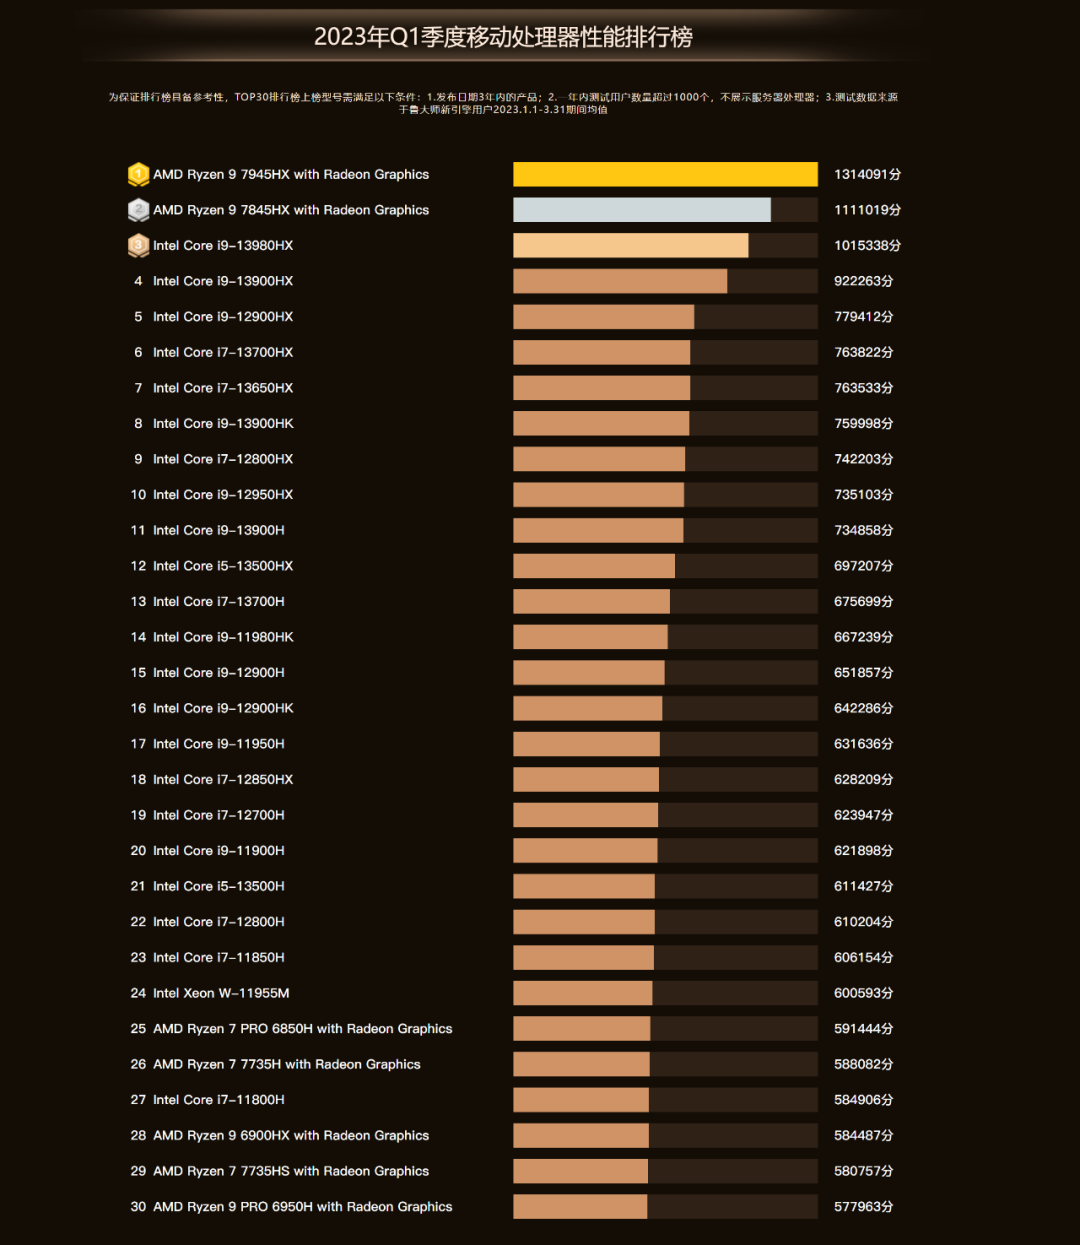 2023年Q1季度移动处理器性能排行榜
为保证排行榜具备参考性，TOP30排行榜上榜型号需满足以下条件：1.发布日期3年内的产品；2.一年内测试用户数量超过1000个，不展示服务器处理器；3.测试数据来源
于鲁大师新引擎用户2023.1.1-3.31期间均值
1 AMD Ryzen 9 7945HX with Radeon Graphics 1314091分
2 AMD Ryzen 9 7845HX with Radeon Graphics 1111019分
3 Intel Core i9-13980HX 1015338分
4 Intel Core i9-13900HX 922263分
5 Intel Core i9-12900HX 779412分
6 Intel Core i7-13700HX 763822分
7 Intel Core i7-13650HX 763533分
8 Intel Core i9-13900HK 759998分
9 Intel Core i7-12800HX 742203分
10 Intel Core i9-12950HX 735103分
11 Intel Core i9-13900H 734858分
12 Intel Core i5-13500HX 697207分
13 Intel Core i7-13700H 675699分
14 Intel Core i9-11980HK 667239分
15 Intel Core i9-12900H 651857分
16 Intel Core i9-12900HK 642286分
17 Intel Core i9-11950H 631636分
18 Intel Core i7-12850HX 628209分
19 Intel Core i7-12700H 623947分
20 Intel Core i9-11900H 621898分
21 Intel Core i5-13500H 611427分
22 Intel Core i7-12800H 610204分
23 Intel Core i7-11850H 606154分
24 Intel Xeon W-11955M 600593分
25 AMD Ryzen 7 PRO 6850H with Radeon Graphics 591444分
26 AMD Ryzen 7 7735H with Radeon Graphics 588082分
27 Intel Core i7-11800H 584906分
28 AMD Ryzen 9 6900HX with Radeon Graphics 584487分
29 AMD Ryzen 7 7735HS with Radeon Graphics 580757分
30 AMD Ryzen 9 PRO 6950H with Radeon Graphics 577963分